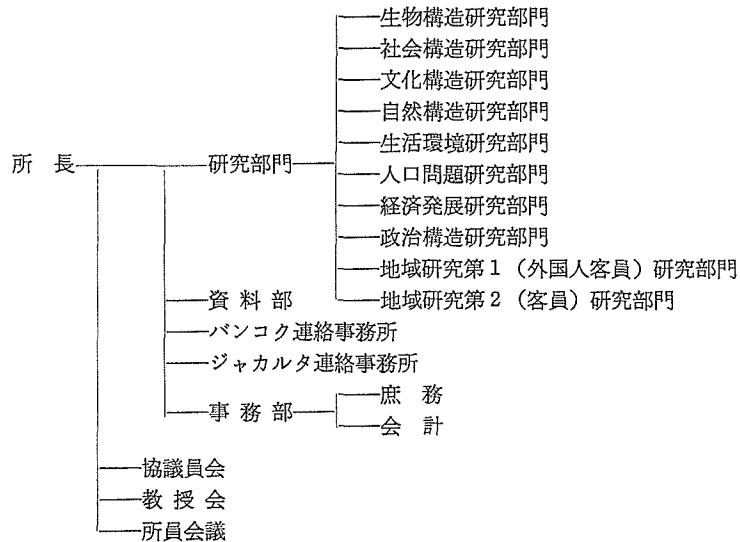 生物構造研究部門
社会構造研究部門
文化構造研究部門
自然構造研究部門
生活環境研究部門
所 長 研究部門 人口問題研究部門
経済発展研究部門
政治構造研究部門
地域研究第1（外国人客員）研究部門
資 料 部 地域研究第2（客員）研究部門
バンコク連絡事務所
ジャカルタ連絡事務所
庶 務
事 務 部
会 計
協議員会
教 授 会
所員会議